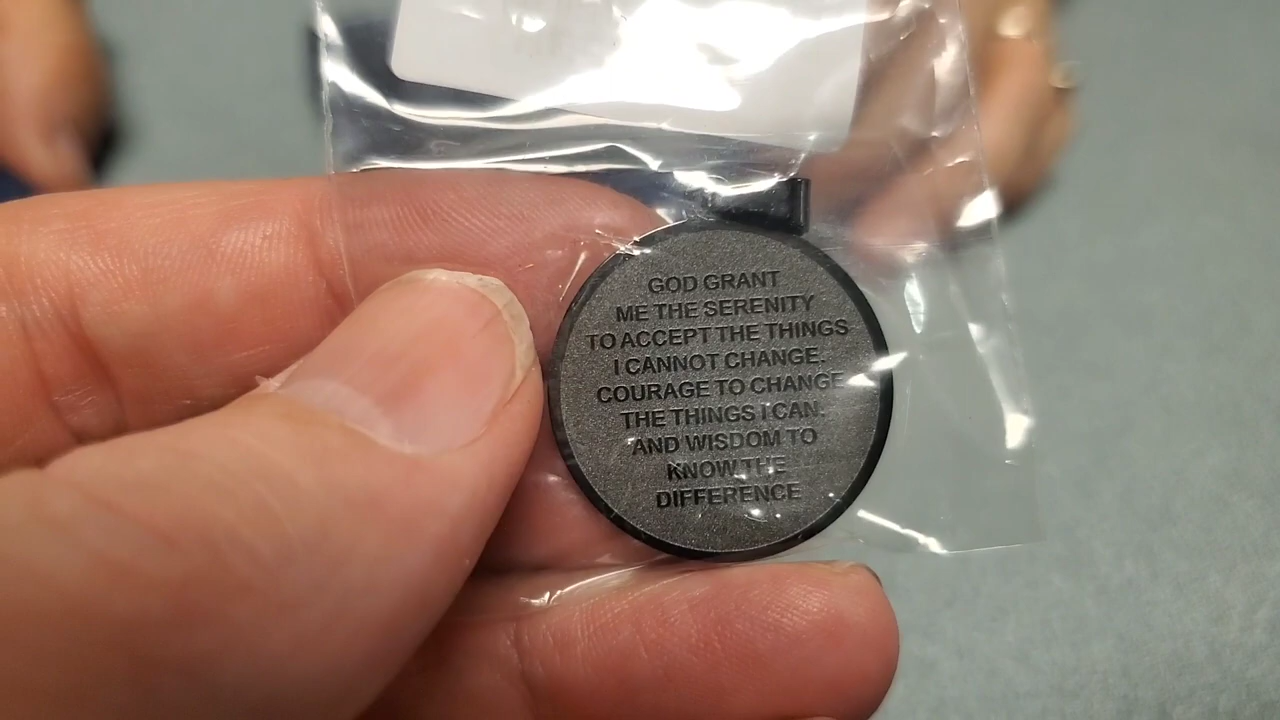 GOD GRANT
ME THE SERENITY
TO ACCEPT THE THINGS
I CANNOT CHANGE.
COURAGE TO CHANGE
THE THINGS I CAN.
AND WISDOM TO
KNOW THE
DIFFERENCE